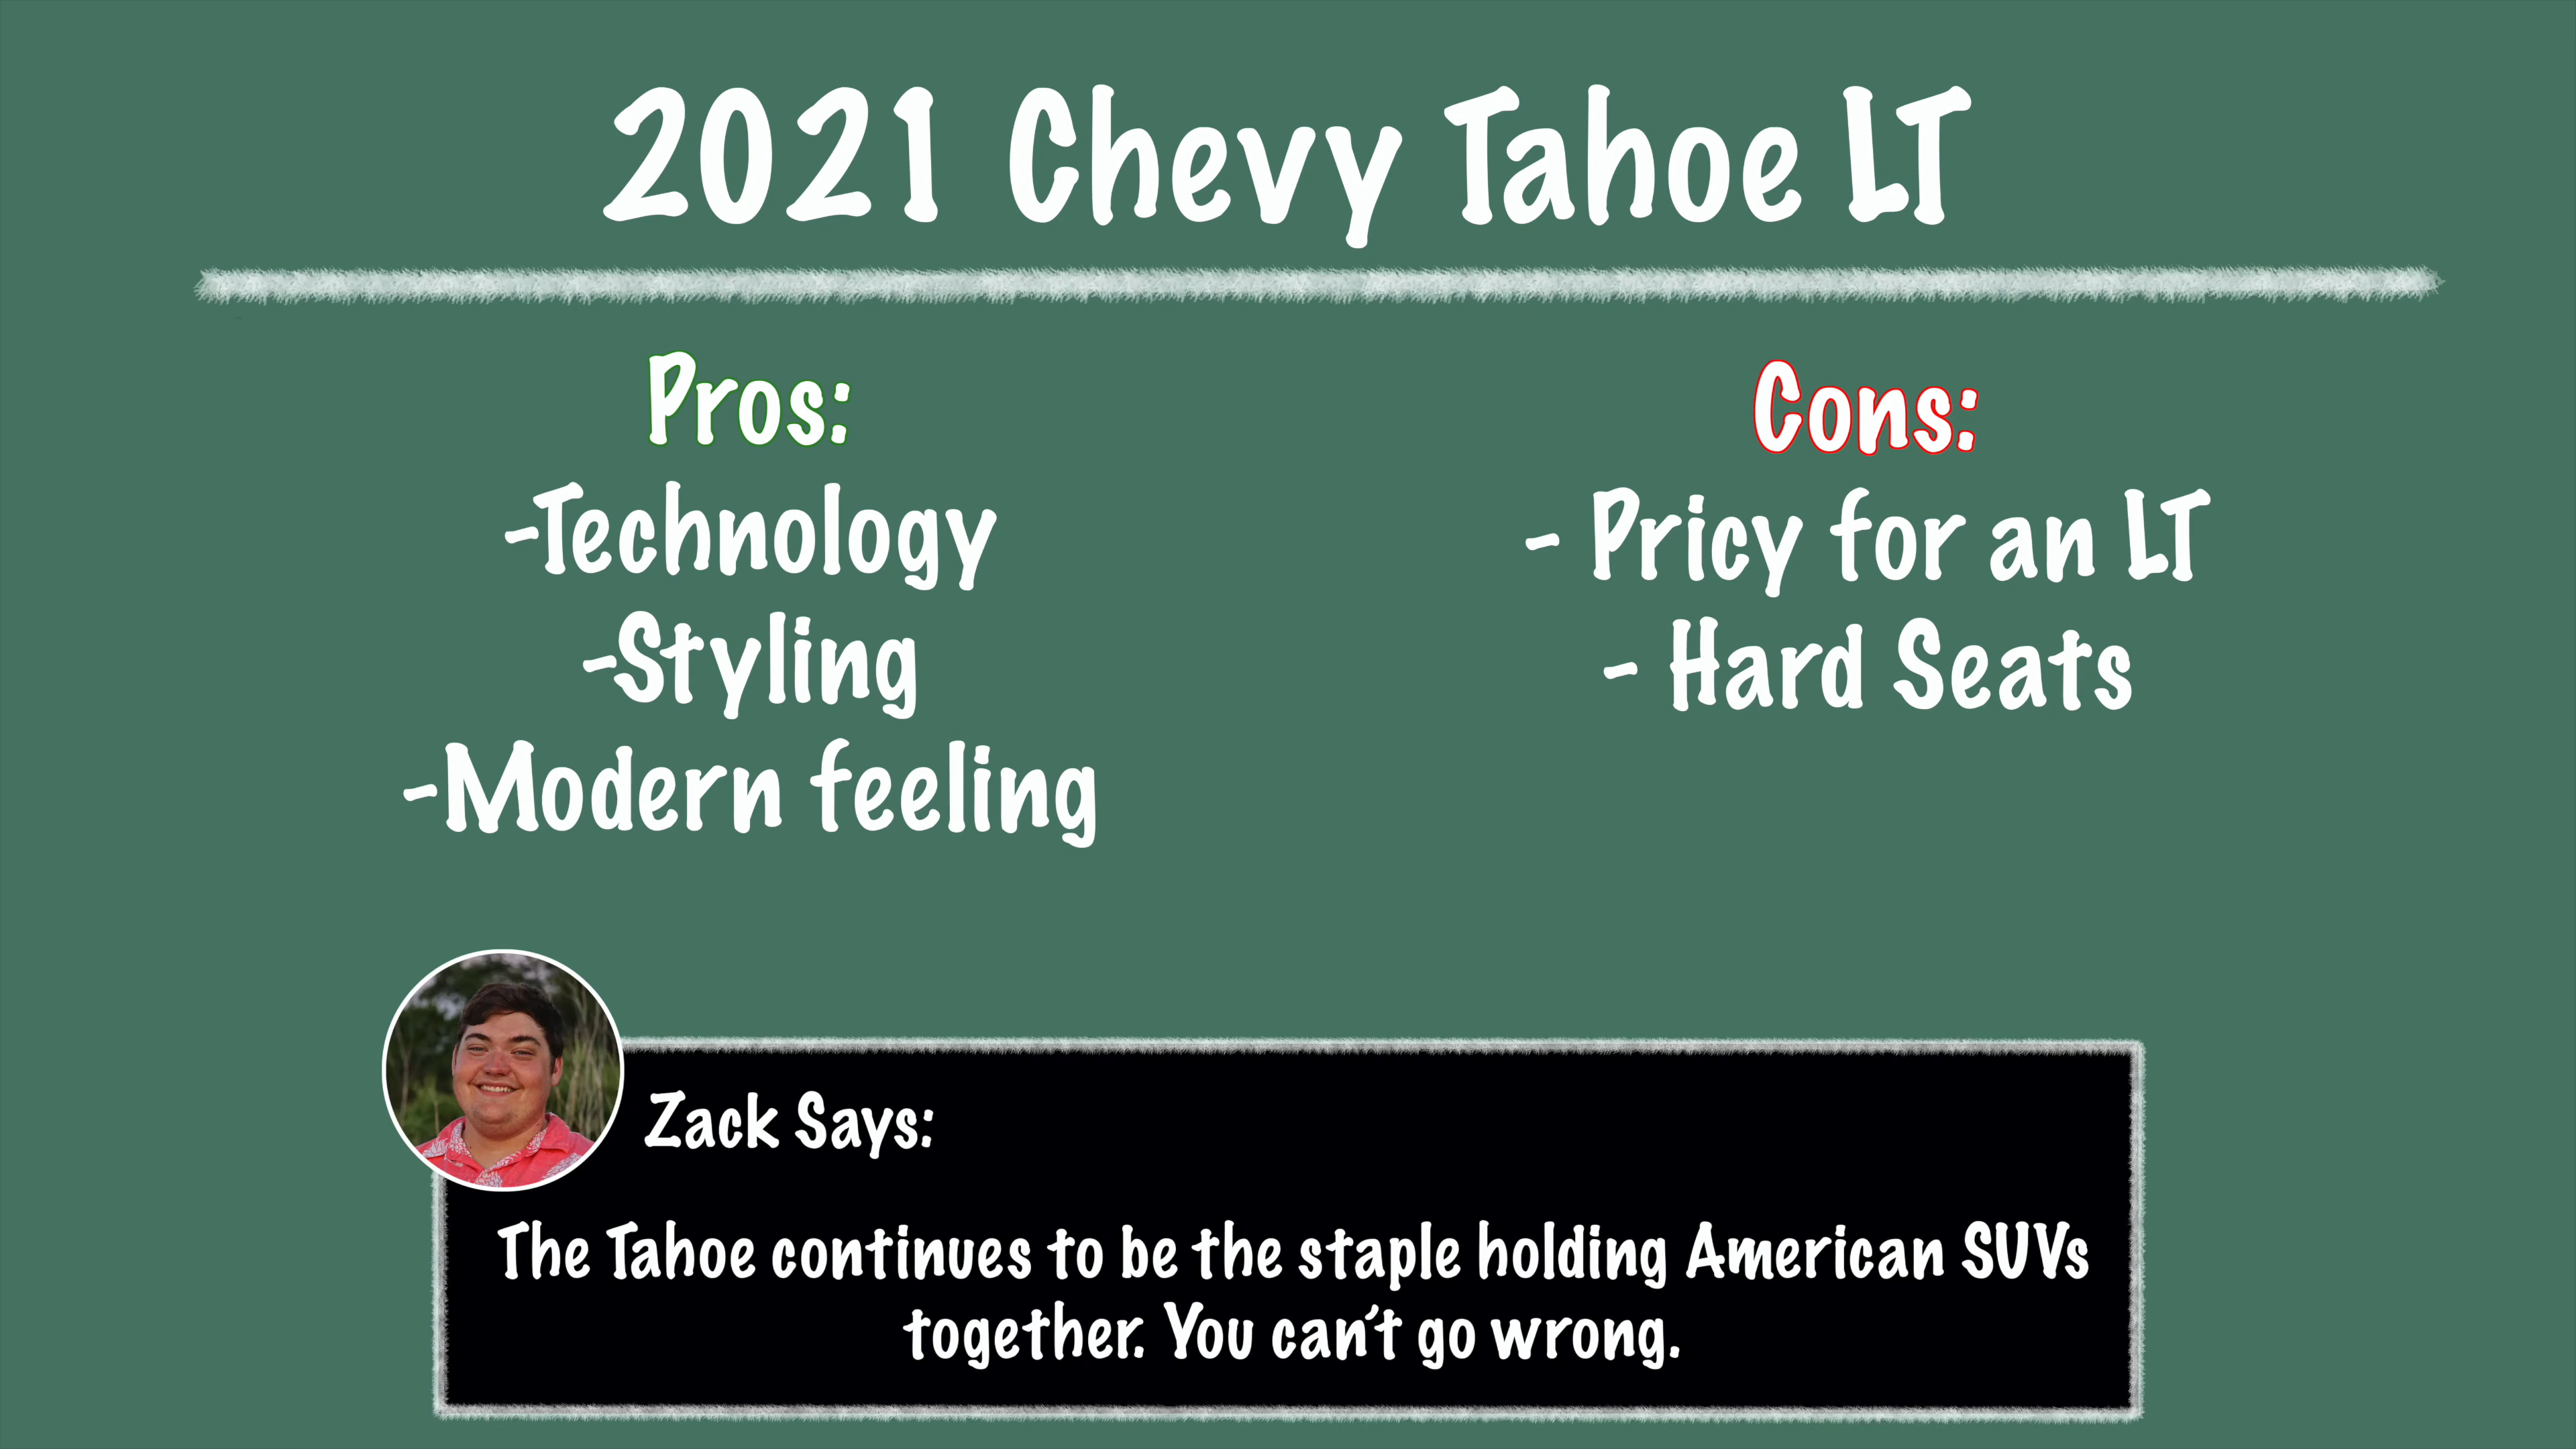 2021 Chevy Tahoe LT
Pros:
-Technology
-Styling
-Modern feeling
Cons:
- Pricy for an LT
- Hard Seats
Zack Says:
The Tahoe continues to be the staple holding American SUVs
together. You can't go wrong.